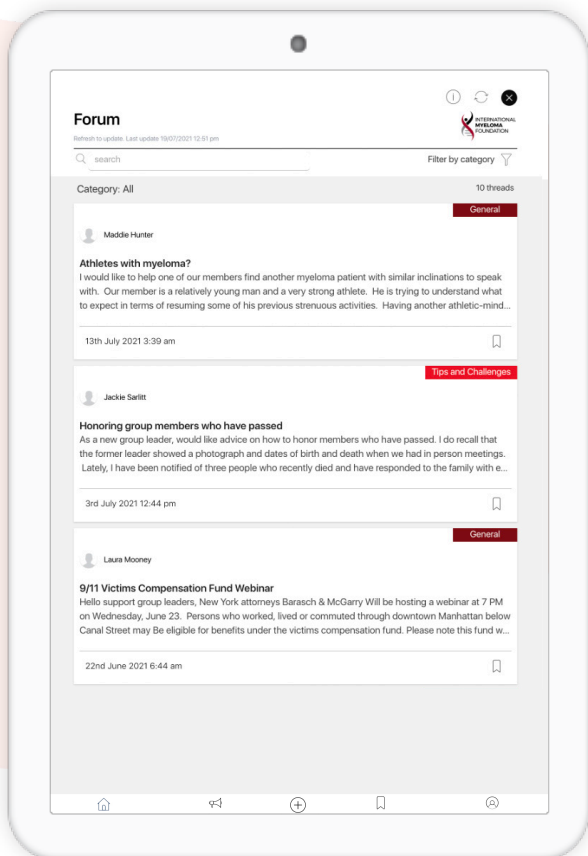 Forum
INTERNATIONAL
MYELOMA
FOUNDATION
Refresh to update Last update 19/07/2021 12:51 pm
search
Filter by category
Category: All
10 threads
General
Maddie Hunter
Athletes with myeloma?
I would like to help one of our members find another myeloma patient with similar inclinations to speak
with. Our member is a relatively young man and a very strong athlete. He is trying to understand what
to expect in terms of resuming some of his previous strenuous activities. Having another athletic-mind...
13th July 2021 3:39 am
Tips and Challenges
Jackie Sarlitt
Honoring group members who have passed
As a new group leader, would like advice on how to honor members who have passed. I do recall that
the former leader showed a photograph and dates of birth and death when we had in person meetings.
Lately, I have been notified of three people who recently died and have responded to the family with e...
3rd July 2021 12:44 pm
General
Laura Mooney
9/11 Victims Compensation Fund Webinar
Hello support group leaders, New York attorneys Barasch & McGarry Will be hosting a webinar at 7 PM
on Wednesday, June 23. Persons who worked, lived or commuted through downtown Manhattan below
Canal Street may Be eligible for benefits under the victims compensation fund. Please note this fund w...
22nd June 2021 6:44 am